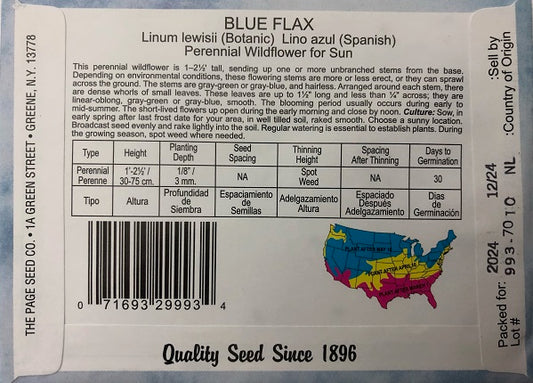 BLUE FLAX
Linum lewisii (Botanic) Lino azul (Spanish)
Perennial Wildflower for Sun
This perennial wildflower is 1–2½' tall, sending up one or more unbranched stems from the base.
Depending on environmental conditions, these flowering stems are more or less erect, or they can sprawl
across the ground. The stems are gray-green or gray-blue, and hairless. Arranged around each stem, there
are dense whorls of small leaves. These leaves are up to 1½" long and less than ¼" across; they are
linear-oblong, gray-green or gray-blue, smooth. The blooming period usually occurs during early to
mid-summer. The short-lived flowers up open during the early morning and close by noon. Culture: Sow, in
early spring after last frost date for your area, in well tilled soil, raked smooth. Choose a sunny location.
Broadcast seed evenly and rake lightly into the soil. Regular watering is essential to establish plants. During
the growing season, spot weed where needed.
Type Height Planting Depth Seed Spacing Thinning Height Spacing After Thinning Days to Germination
Perennial Perenne 1'-2½' / 30-75 cm. 1/8" / 3 mm. NA Spot Weed NA 30
Tipo Altura Profundidad de Siembra Espaciamiento de Semillas Adelgazamiento Altura Espaciado Después Adelgazamiento Dias de Germinación
0 71693 29993 4
PLANT AFTER MAY
PLANT AFTER APRIL
PLANT AFTER MARCH
Quality Seed Since 1896
THE PAGE SEED CO. • 1A GREEN STREET • GREENE, N.Y. 13778
Packed for: 2024 12/24 :Sell by
Lot# 993-7010 NL :Country of Origin